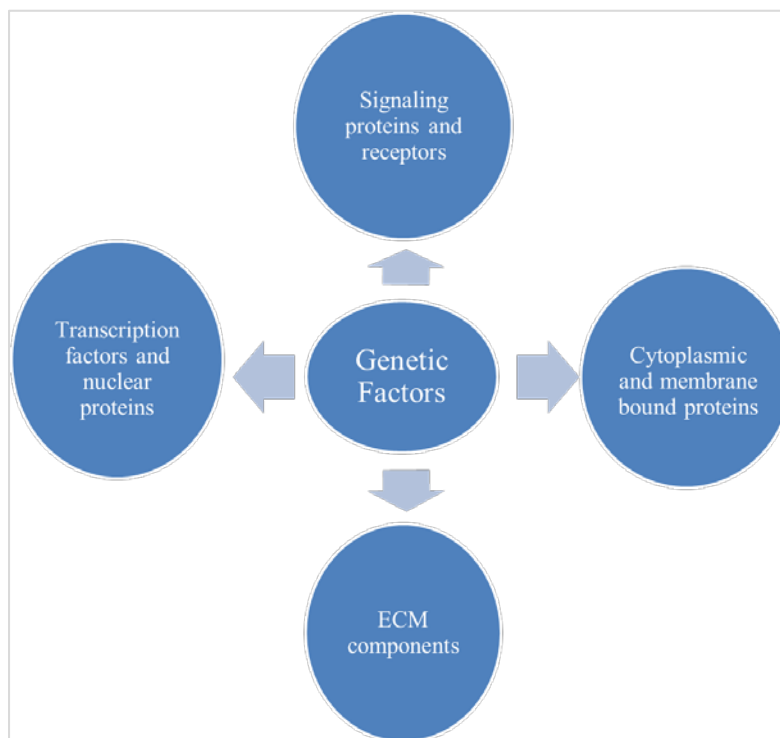 Signaling
proteins and
receptors
Transcription
factors and
nuclear
proteins
Genetic
Factors
Cytoplasmic
and membrane
bound proteins
ECM
components